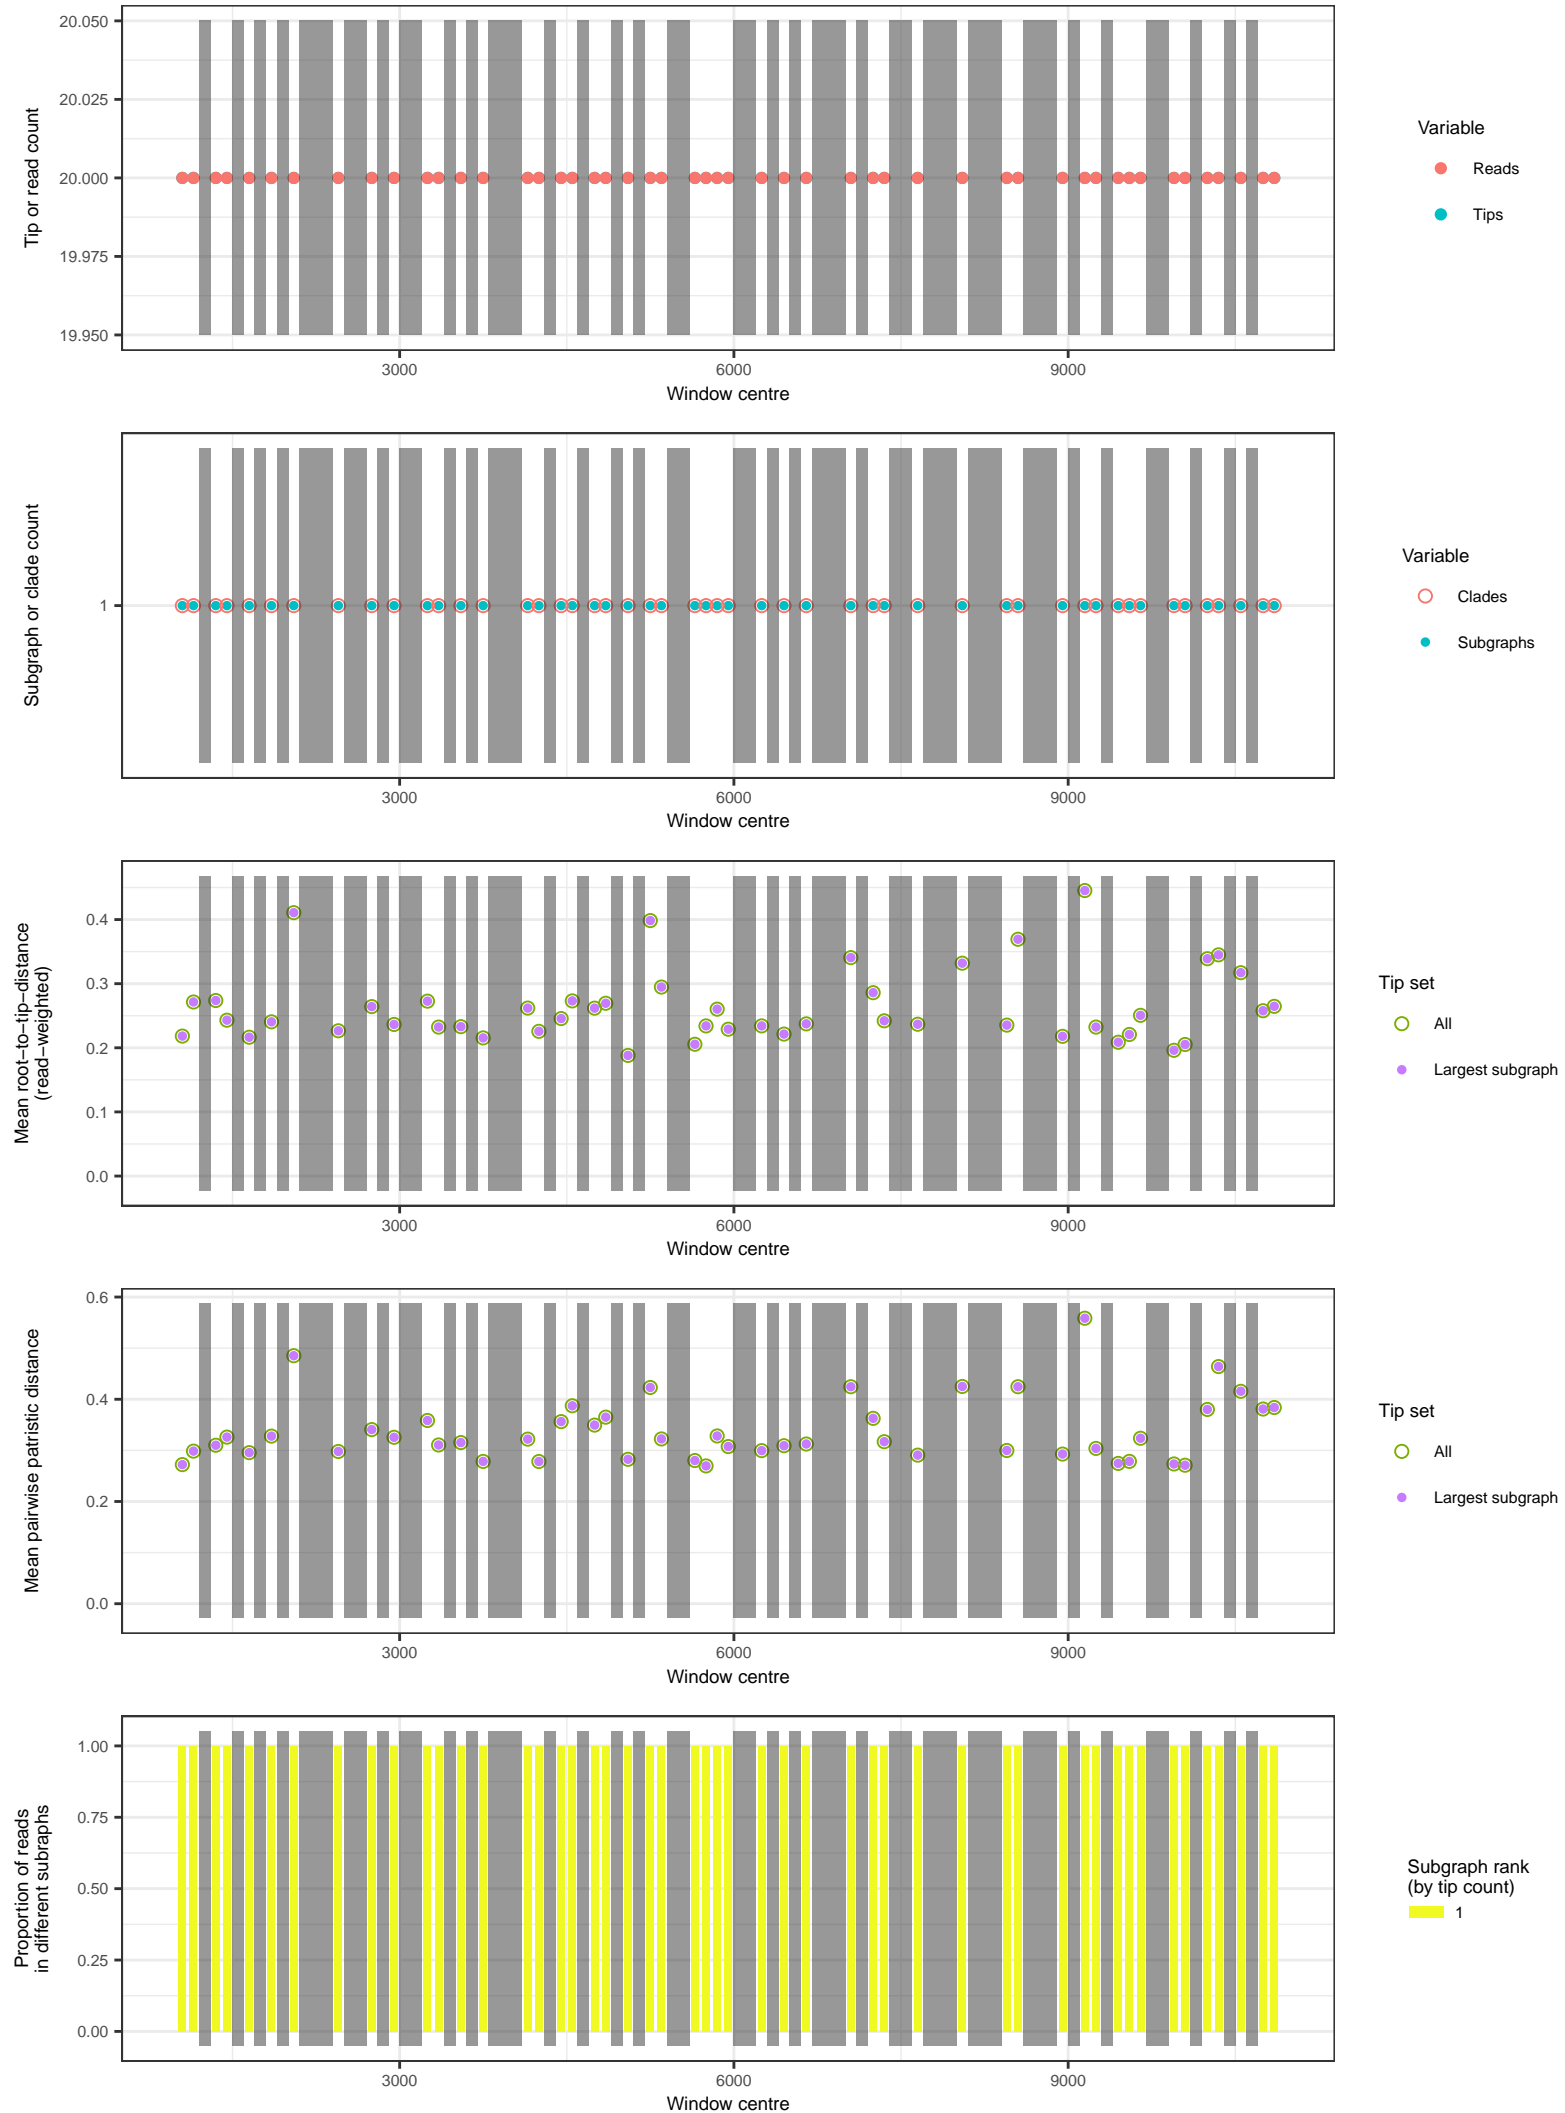 20.050
20.025
20.000
19.975
19.950
Tip or read count
3000
6000
9000
Window centre
Variable
Reads
Tips
1
Subgraph or clade count
3000
6000
9000
Window centre
Variable
Clades
Subgraphs
0.4
0.3
0.2
0.1
0.0
Mean root−to−tip−distance
(read−weighted)
3000
6000
9000
Window centre
Tip set
All
Largest subgraph
0.6
0.4
0.2
0.0
Mean pairwise patristic distance
3000
6000
9000
Window centre
Tip set
All
Largest subgraph
1.00
0.75
0.50
0.25
0.00
Proportion of reads
in different subraphs
3000
6000
9000
Window centre
Subgraph rank
(by tip count)
1